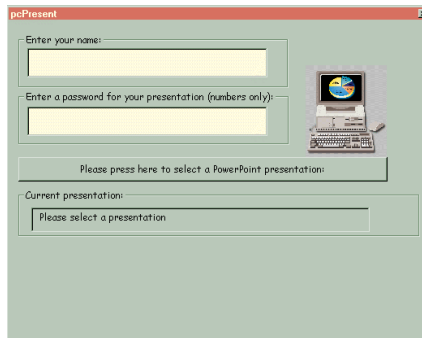 pcPresent
Enter your name:
Enter a password for your presentation (numbers only):
Please press here to select a PowerPoint presentation:
Current presentation:
Please select a presentation